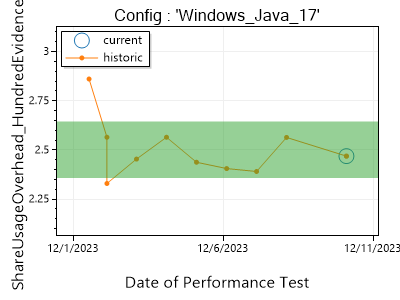 Config : 'Windows_Java_17'
ShareUsageOverhead_HundredEvidence
current
historic
3
2.75
2.5
2.25
12/1/2023
12/6/2023
12/11/2023
Date of Performance Test